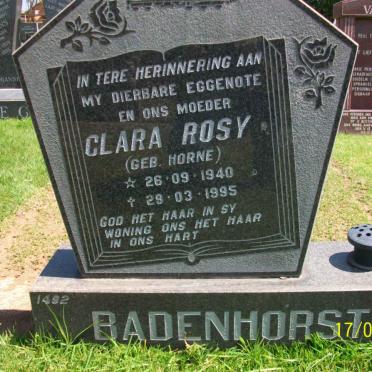 IN TERE HERINNERING AAN
MY DIERBARE EGGENOTE
EN ONS MOEDER
CLARA ROSY
(GEB. HORNE)
☆ 26-09-1940
† 29-03-1995
GOD HET HAAR IN SY
WONING ONS HET HAAR
IN ONS HART
1492
BADENHORST